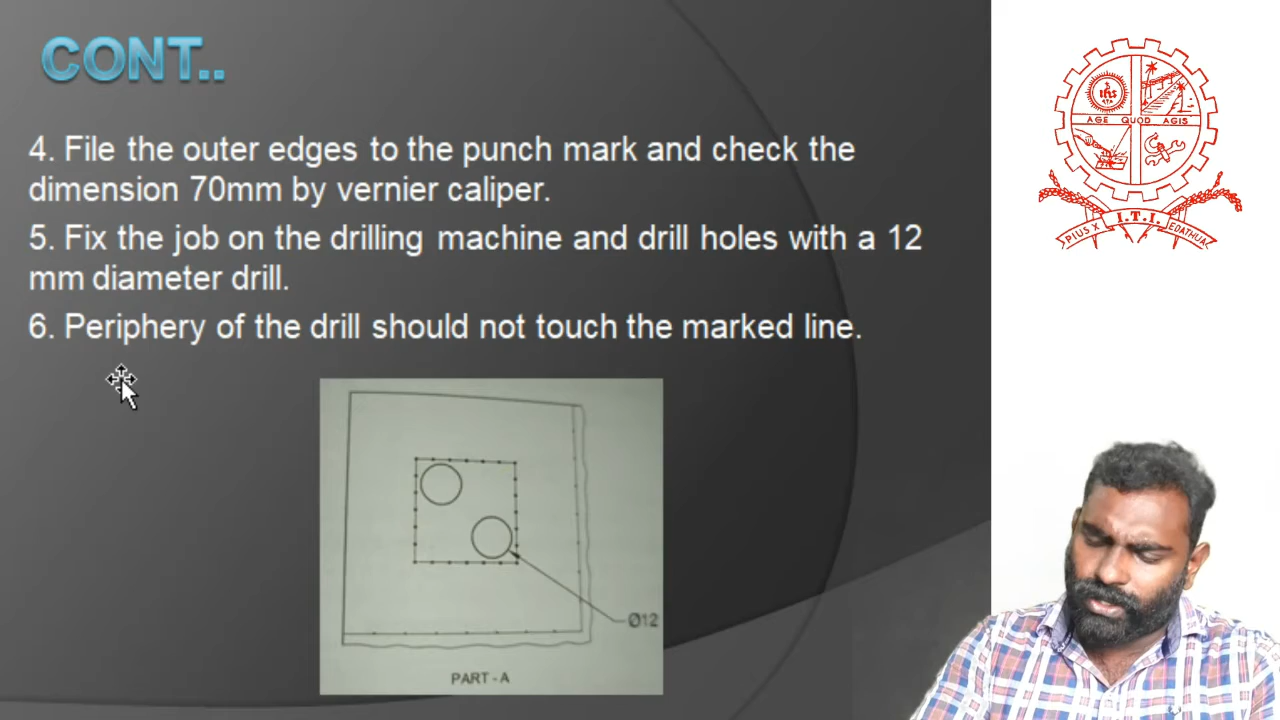 CONT..
4. File the outer edges to the punch mark and check the
dimension 70mm by vernier caliper.
5. Fix the job on the drilling machine and drill holes with a 12
mm diameter drill.
6. Periphery of the drill should not touch the marked line.
Ø12
PART - A
IHS
AGE QUOD AGIS
I.T.I.
PIUS X
EDATHUA